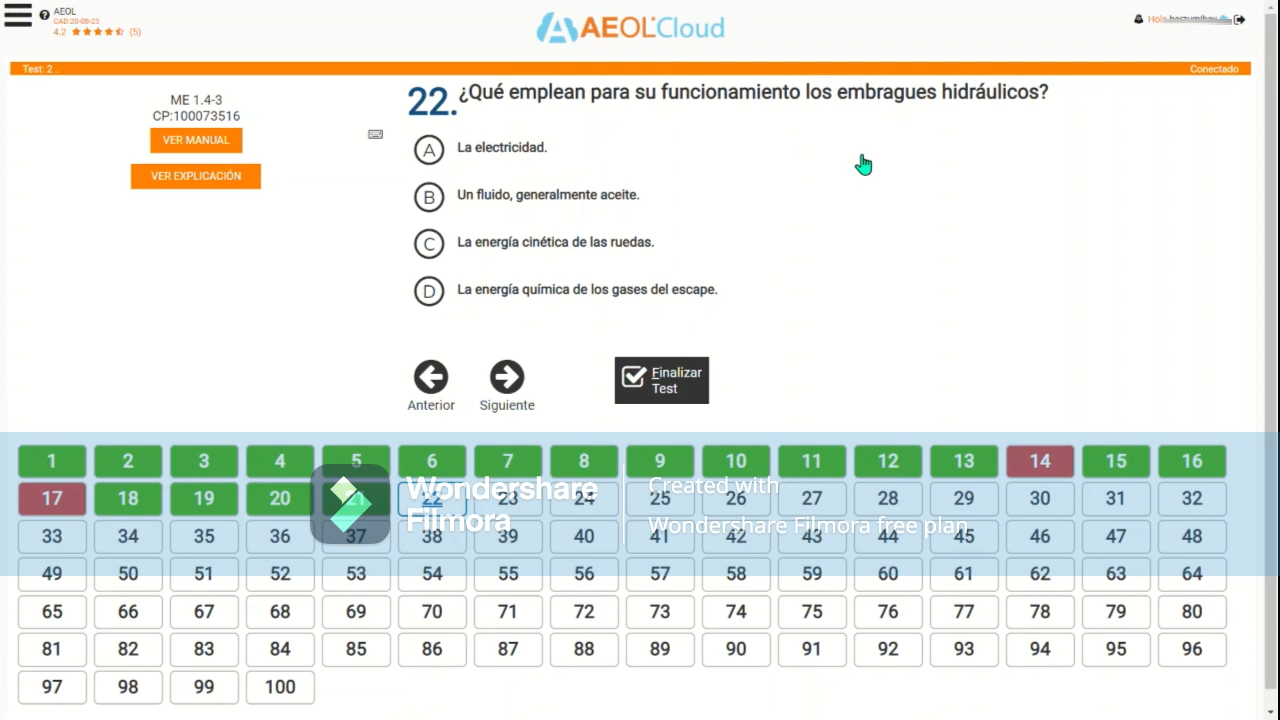 AEOL
CAD:20-08-23
4.2 (5)
AEOL Cloud
Hola
Test: 2 .
Conectado
ME 1.4-3
CP:100073516
VER MANUAL
VER EXPLICACIÓN
22. ¿Qué emplean para su funcionamiento los embragues hidráulicos?
A La electricidad.
B Un fluido, generalmente aceite.
C La energía cinética de las ruedas.
D La energía química de los gases del escape.
Anterior
Siguiente
Finalizar
Test
1 2 3 4 5 6 7 8 9 10 11 12 13 14 15 16
17 18 19 20 21 22 23 24 25 26 27 28 29 30 31 32
Wondershare
Filmora
Created with
Wondershare Filmora free plan
33 34 35 36 37 38 39 40 41 42 43 44 45 46 47 48
49 50 51 52 53 54 55 56 57 58 59 60 61 62 63 64
65 66 67 68 69 70 71 72 73 74 75 76 77 78 79 80
81 82 83 84 85 86 87 88 89 90 91 92 93 94 95 96
97 98 99 100